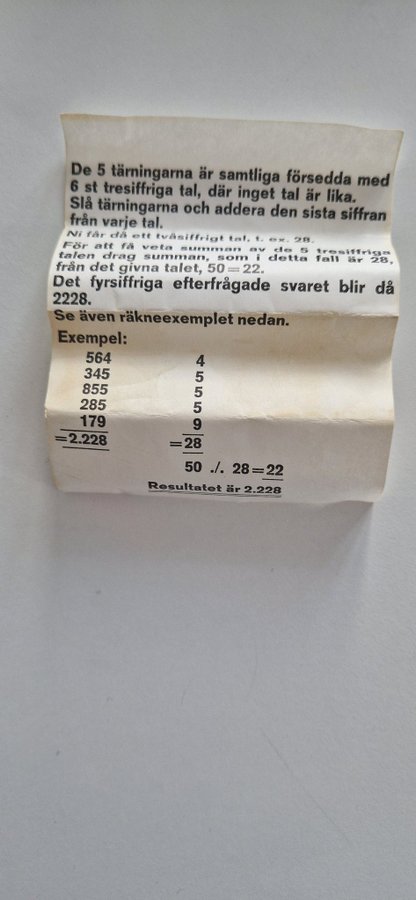 De 5 tärningarna är samtliga försedda med
6 st tresiffriga tal, där inget tal är lika.
Slå tärningarna och addera den sista siffran
från varje tal.
Ni får då ett tvåsiffrigt tal, t. ex. 28.
För att få veta summan av de 5 tresiffriga
talen drag summan, som i detta fall är 28,
från det givna talet, 50=22.
Det fyrsiffriga efterfrågade svaret blir då
2228.
Se även räkneexemplet nedan.
Exempel:
564 4
345 5
855 5
285 5
179 9
=2.228 =28
50 ./. 28=22
Resultatet är 2.228